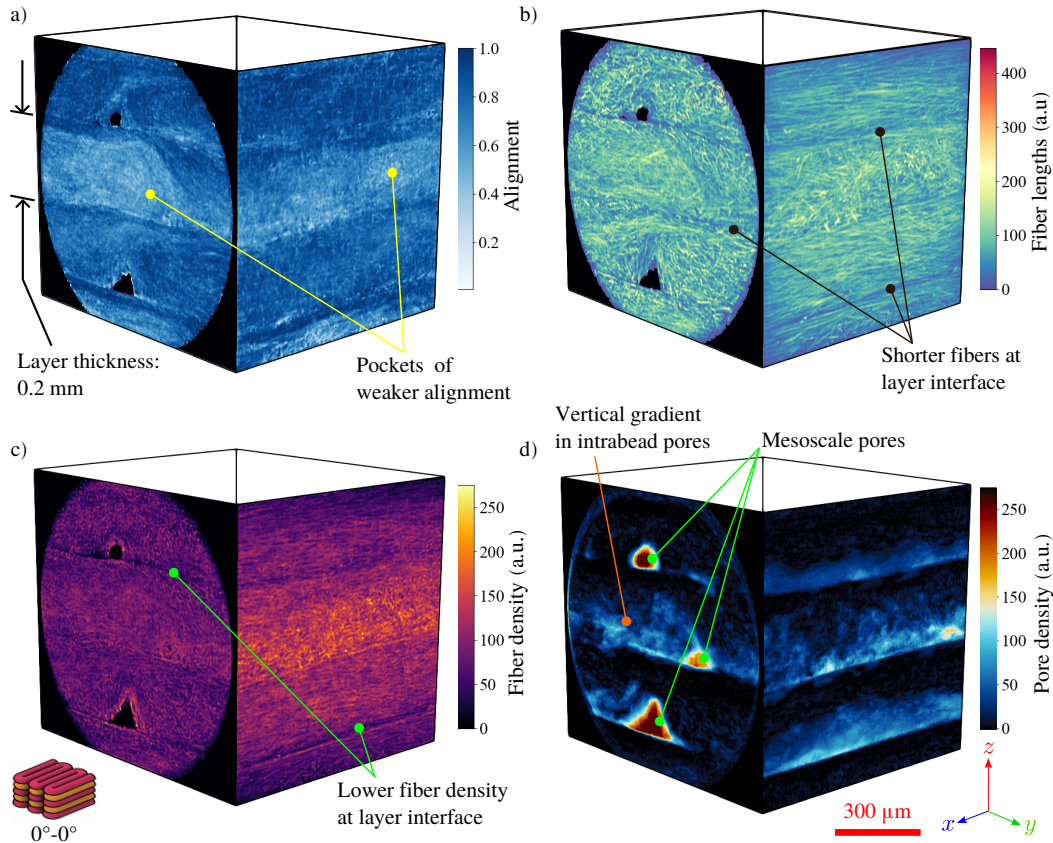 a)
1.0
0.8
0.6
0.4
0.2
Alignment
Layer thickness:
0.2 mm
Pockets of
weaker alignment
b)
400
300
200
100
0
Fiber lengths (a.u)
Shorter fibers at
layer interface
c)
250
200
150
100
50
0
Fiber density (a.u.)
Lower fiber density
at layer interface
0°-0°
Vertical gradient
in intrabead pores
Mesoscale pores
d)
250
200
150
100
50
0
Pore density (a.u.)
300 µm
z
x
y